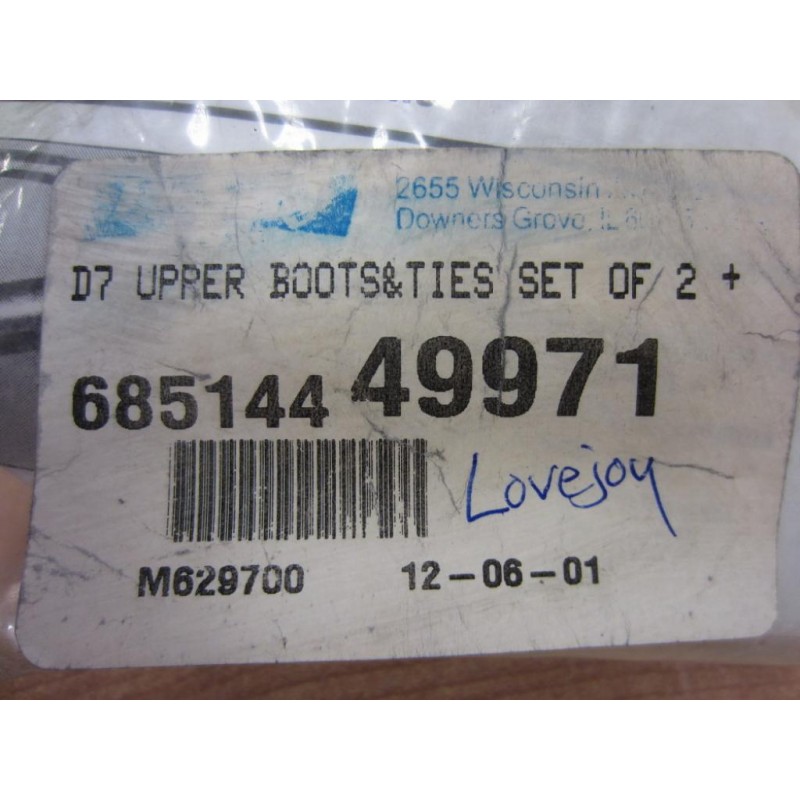 2655 Wisconsin
Downers Grove, IL
D7 UPPER BOOTS&TIES SET OF 2 +
685144 49971
Lovejoy
M629700 12-06-01